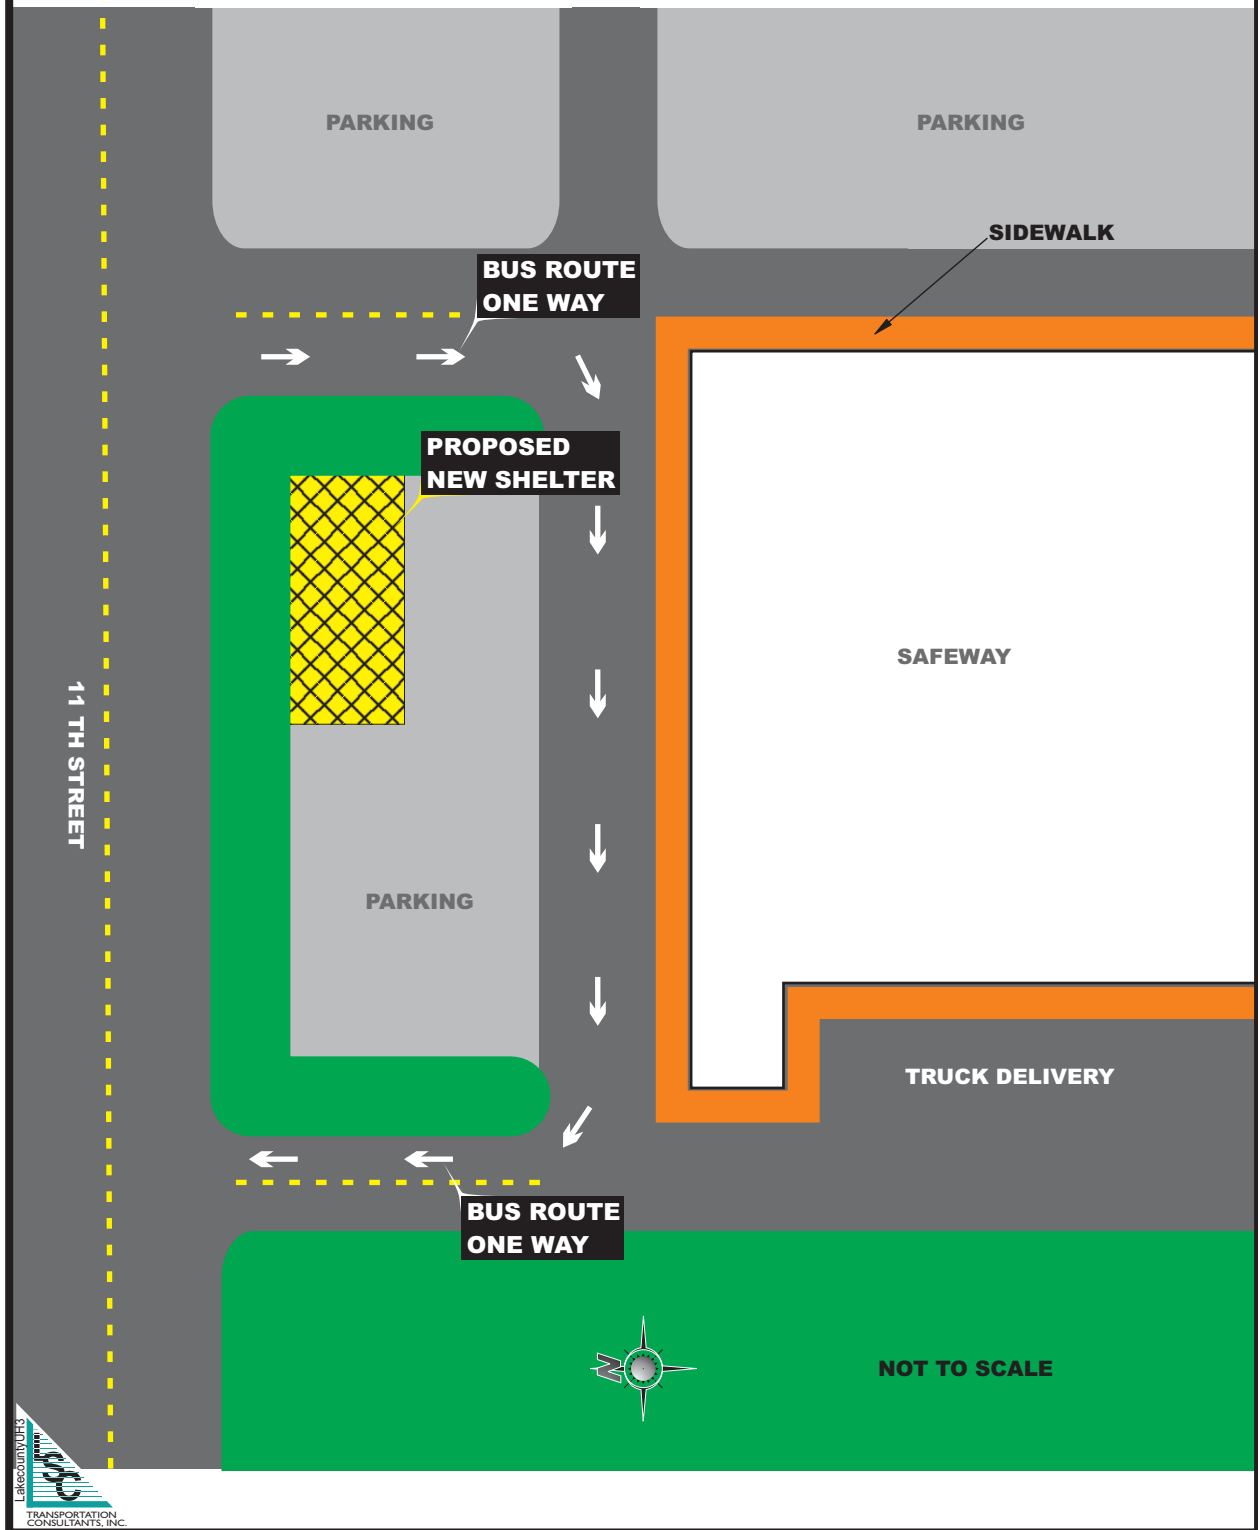 PARKING
PARKING
SIDEWALK
BUS ROUTE
ONE WAY
PROPOSED
NEW SHELTER
SAFEWAY
11 TH STREET
PARKING
TRUCK DELIVERY
BUS ROUTE
ONE WAY
N
NOT TO SCALE
LakecountyUH3
LSC
TRANSPORTATION
CONSULTANTS, INC.